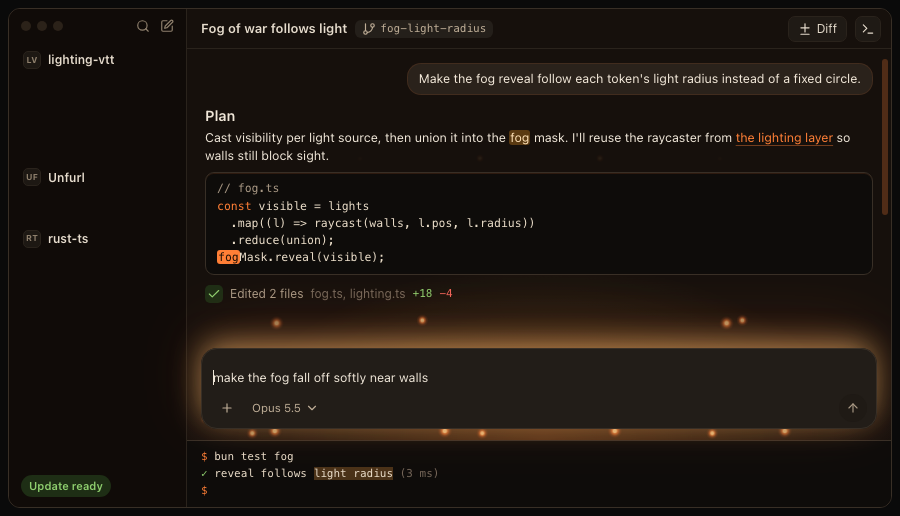 Fog of war follows light
fog-light-radius
Diff
LV
lighting-vtt
UF
Unfurl
RT
rust-ts
Update ready
Make the fog reveal follow each token's light radius instead of a fixed circle.
Plan
Cast visibility per light source, then union it into the fog mask. I'll reuse the raycaster from the lighting layer so
walls still block sight.
// fog.ts
const visible = lights
.map((l) => raycast(walls, l.pos, l.radius))
.reduce(union);
fogMask.reveal(visible);
Edited 2 files fog.ts, lighting.ts +18 −4
make the fog fall off softly near walls
Opus 5.5
$ bun test fog
✓ reveal follows light radius (3 ms)
$